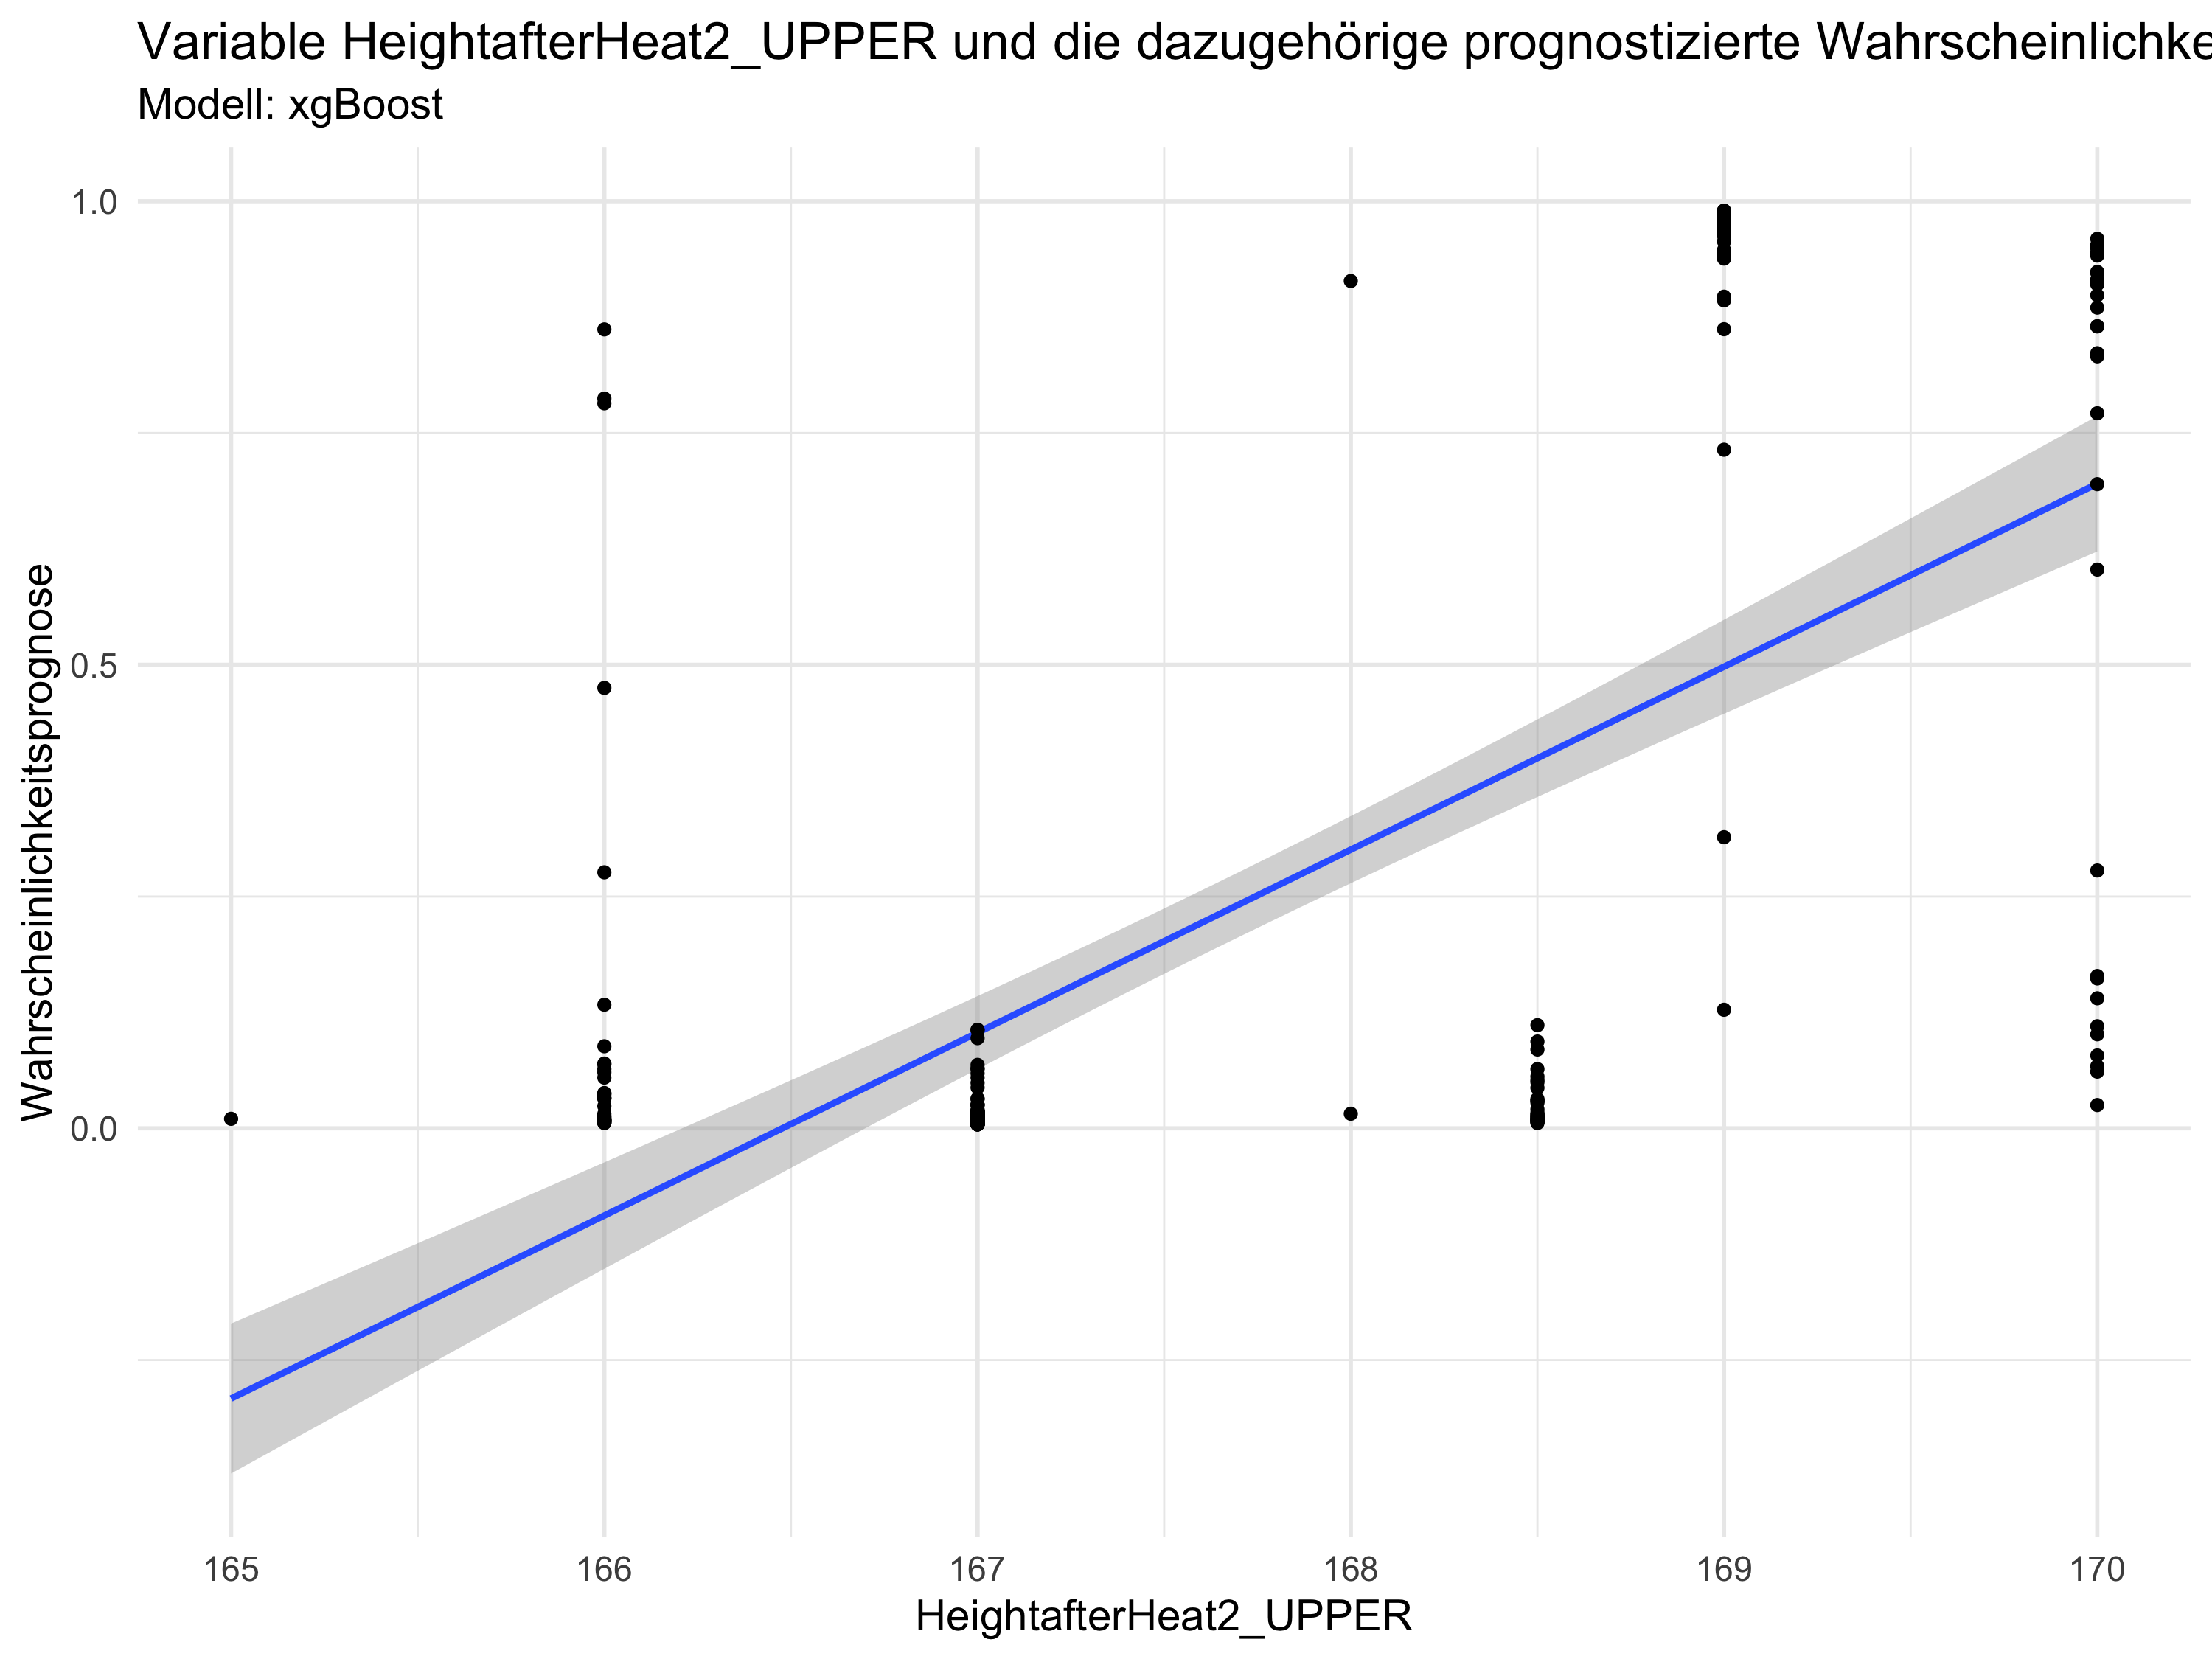 Variable HeightafterHeat2_UPPER und die dazugehörige prognostizierte Wahrscheinlichke
Modell: xgBoost
1.0
0.5
0.0
Wahrscheinlichkeitsprognose
165 166 167 168 169 170
HeightafterHeat2_UPPER